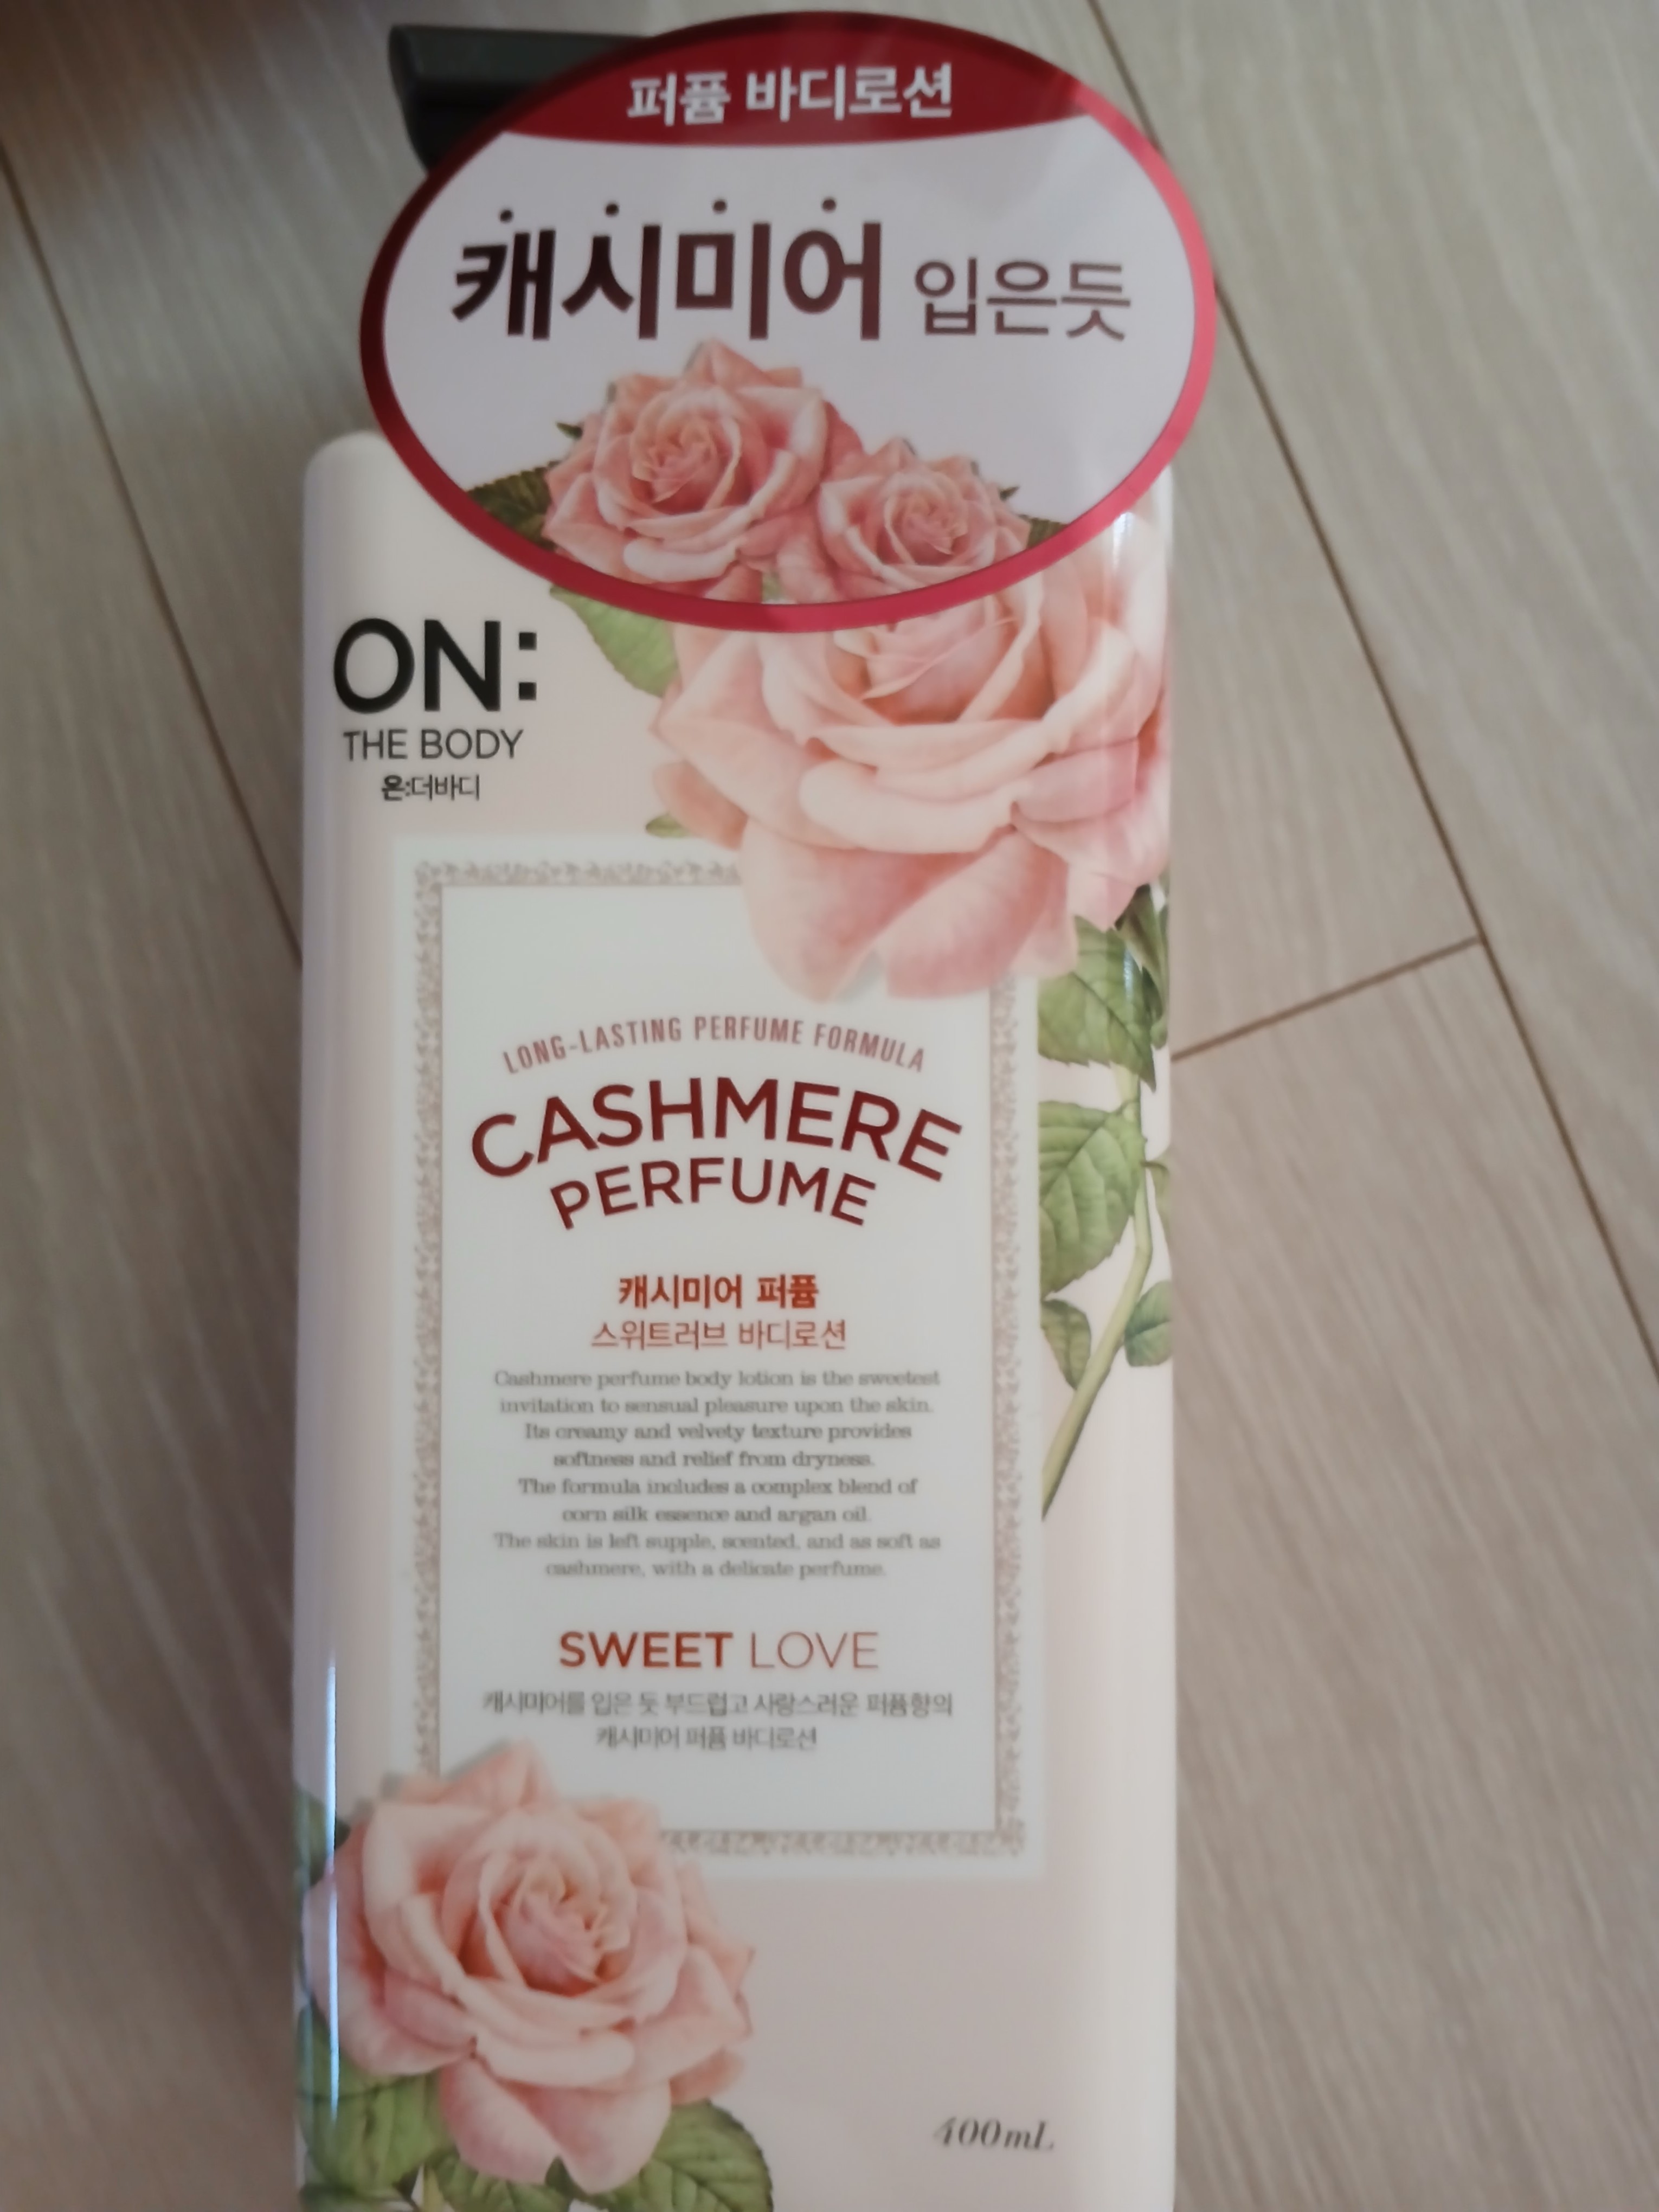 퍼퓸 바디로션
캐시미어 입은듯
ON:
THE BODY
온:더바디
LONG-LASTING PERFUME FORMULA
CASHMERE
PERFUME
캐시미어 퍼퓸
스위트러브 바디로션
Cashmere perfume body lotion is the sweetest
invitation to sensual pleasure upon the skin.
Its creamy and velvety texture provides
softness and relief from dryness.
The formula includes a complex blend of
corn silk essence and argan oil.
The skin is left supple, scented, and as soft as
cashmere, with a delicate perfume.
SWEET LOVE
캐시미어를 입은 듯 부드럽고 사랑스러운 퍼퓸향의
캐시미어 퍼퓸 바디로션
400mL